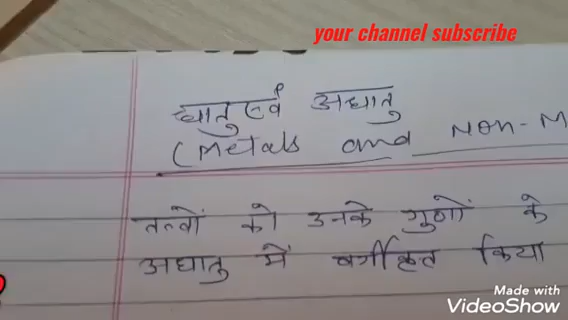 your channel subscribe
धातु एवं अधातु
(Metals and Non-M
तत्वों को उनके गुणों के
अधातु में वर्गीकृत किया
Made with
VideoShow